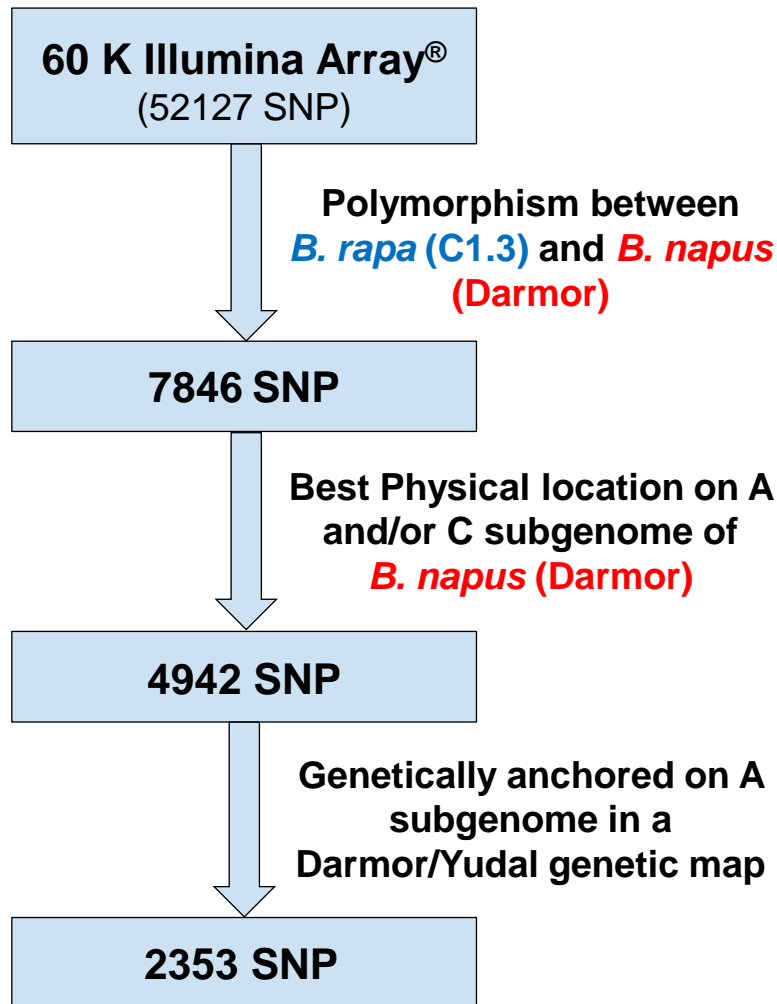 60 K Illumina Array®
(52127 SNP)
Polymorphism between
B. rapa (C1.3) and B. napus
(Darmor)
7846 SNP
Best Physical location on A
and/or C subgenome of
B. napus (Darmor)
4942 SNP
Genetically anchored on A
subgenome in a
Darmor/Yudal genetic map
2353 SNP